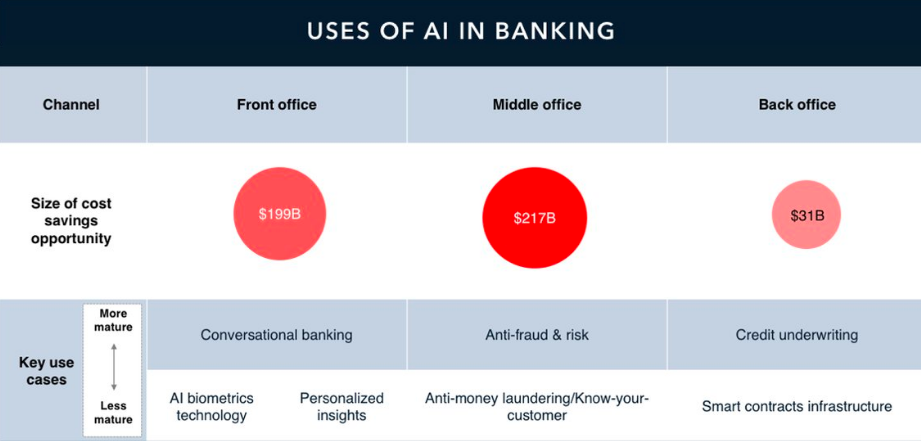 USES OF AI IN BANKING
Channel
Front office
Middle office
Back office
Size of cost
savings
opportunity
$199B
$217B
$31B
Key use
cases
More
mature
Less
mature
Conversational banking
Anti-fraud & risk
Credit underwriting
AI biometrics
technology
Personalized
insights
Anti-money laundering/Know-your-
customer
Smart contracts infrastructure